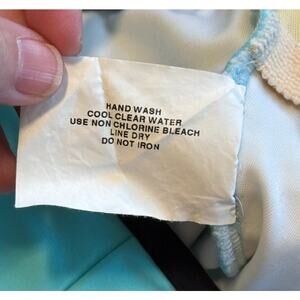 HAND WASH
COOL CLEAR WATER
USE NON CHLORINE BLEACH
LINE DRY
DO NOT IRON